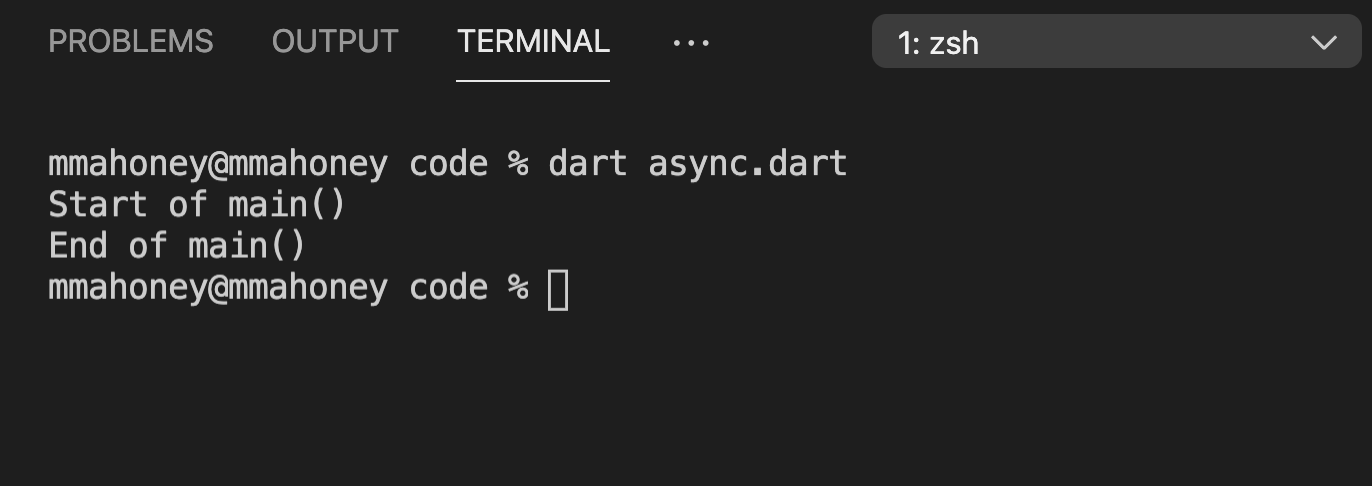 PROBLEMS OUTPUT TERMINAL ... 1: zsh
mmahoney@mmahoney code % dart async.dart
Start of main()
End of main()
mmahoney@mmahoney code %